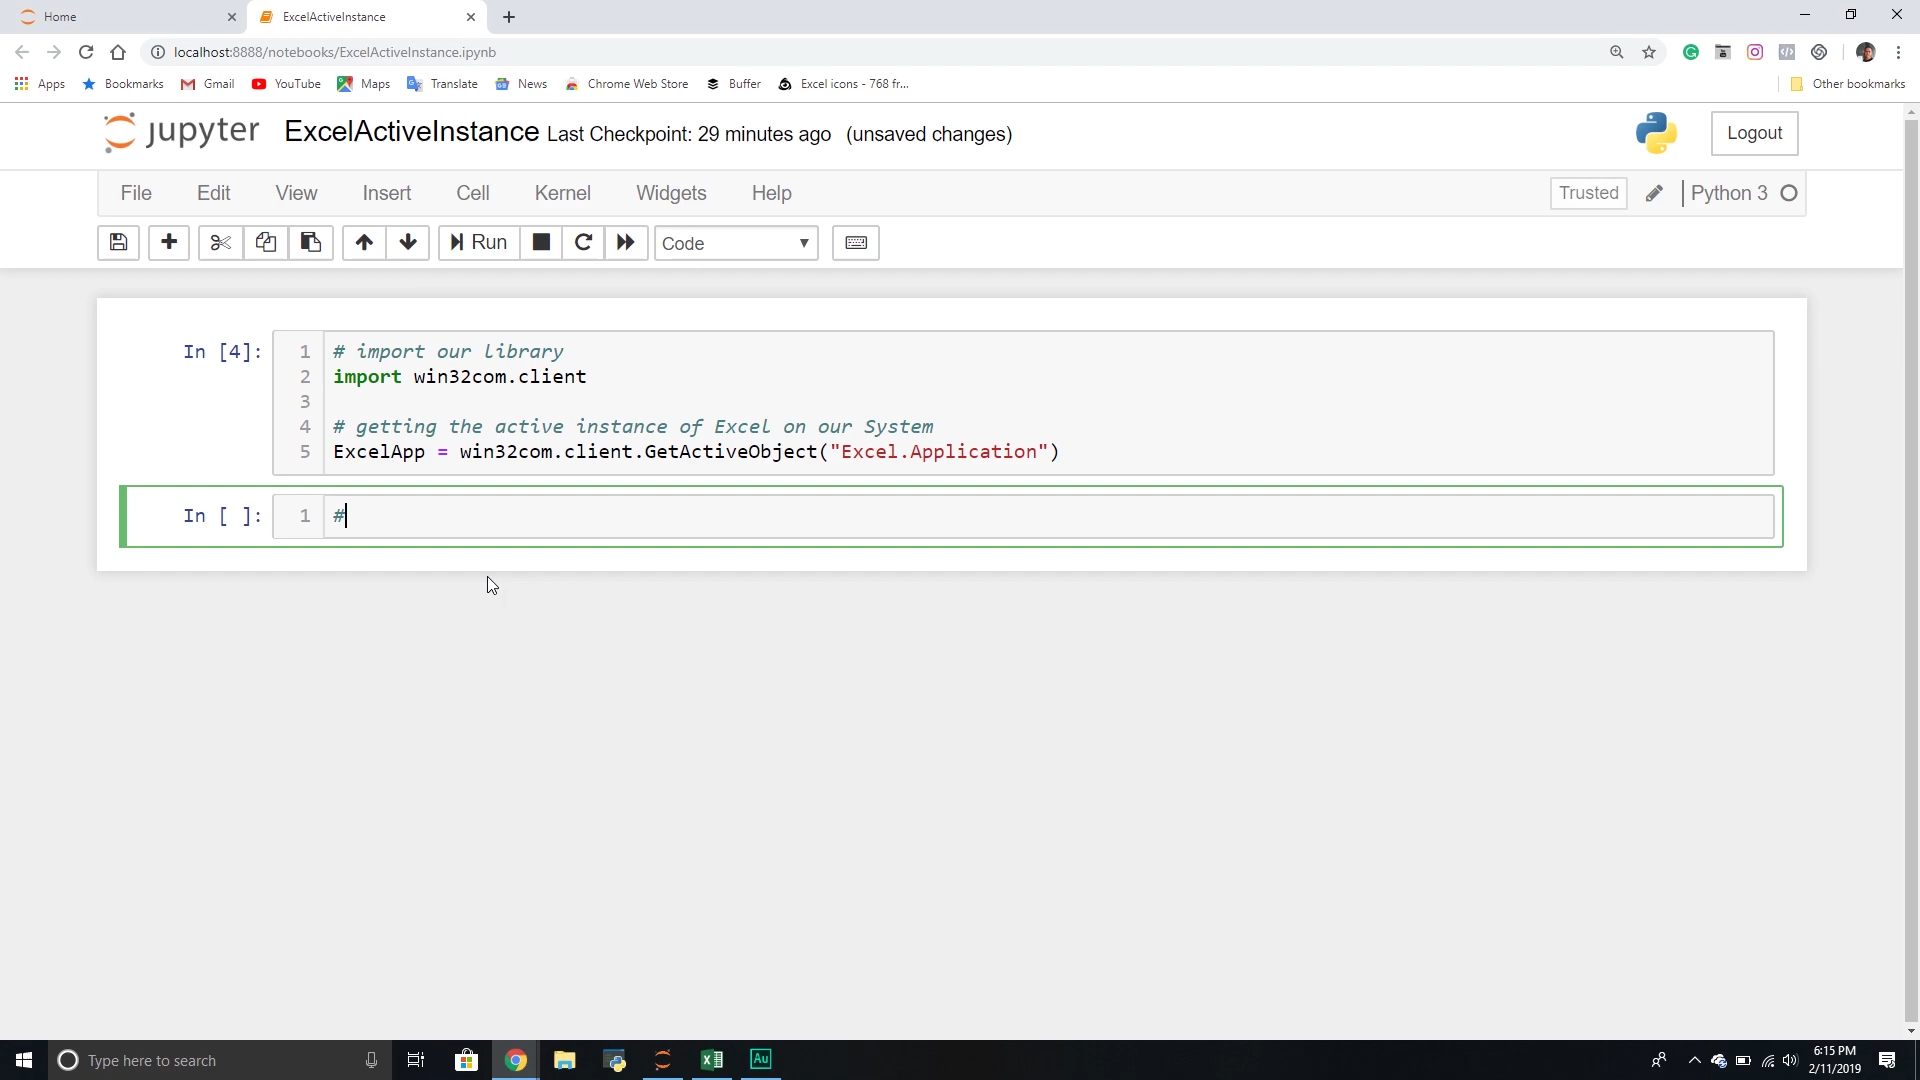 Home
ExcelActiveInstance
localhost:8888/notebooks/ExcelActiveInstance.ipynb
Apps
Bookmarks
Gmail
YouTube
Maps
Translate
News
Chrome Web Store
Buffer
Excel icons - 768 fr...
Other bookmarks
jupyter
ExcelActiveInstance Last Checkpoint: 29 minutes ago (unsaved changes)
Logout
File
Edit
View
Insert
Cell
Kernel
Widgets
Help
Trusted
Python 3
Run
Code
In [4]:
1 # import our library
2 import win32com.client
3
4 # getting the active instance of Excel on our System
5 ExcelApp = win32com.client.GetActiveObject("Excel.Application")
In [ ]:
1 #
Type here to search
Au
6:15 PM
2/11/2019